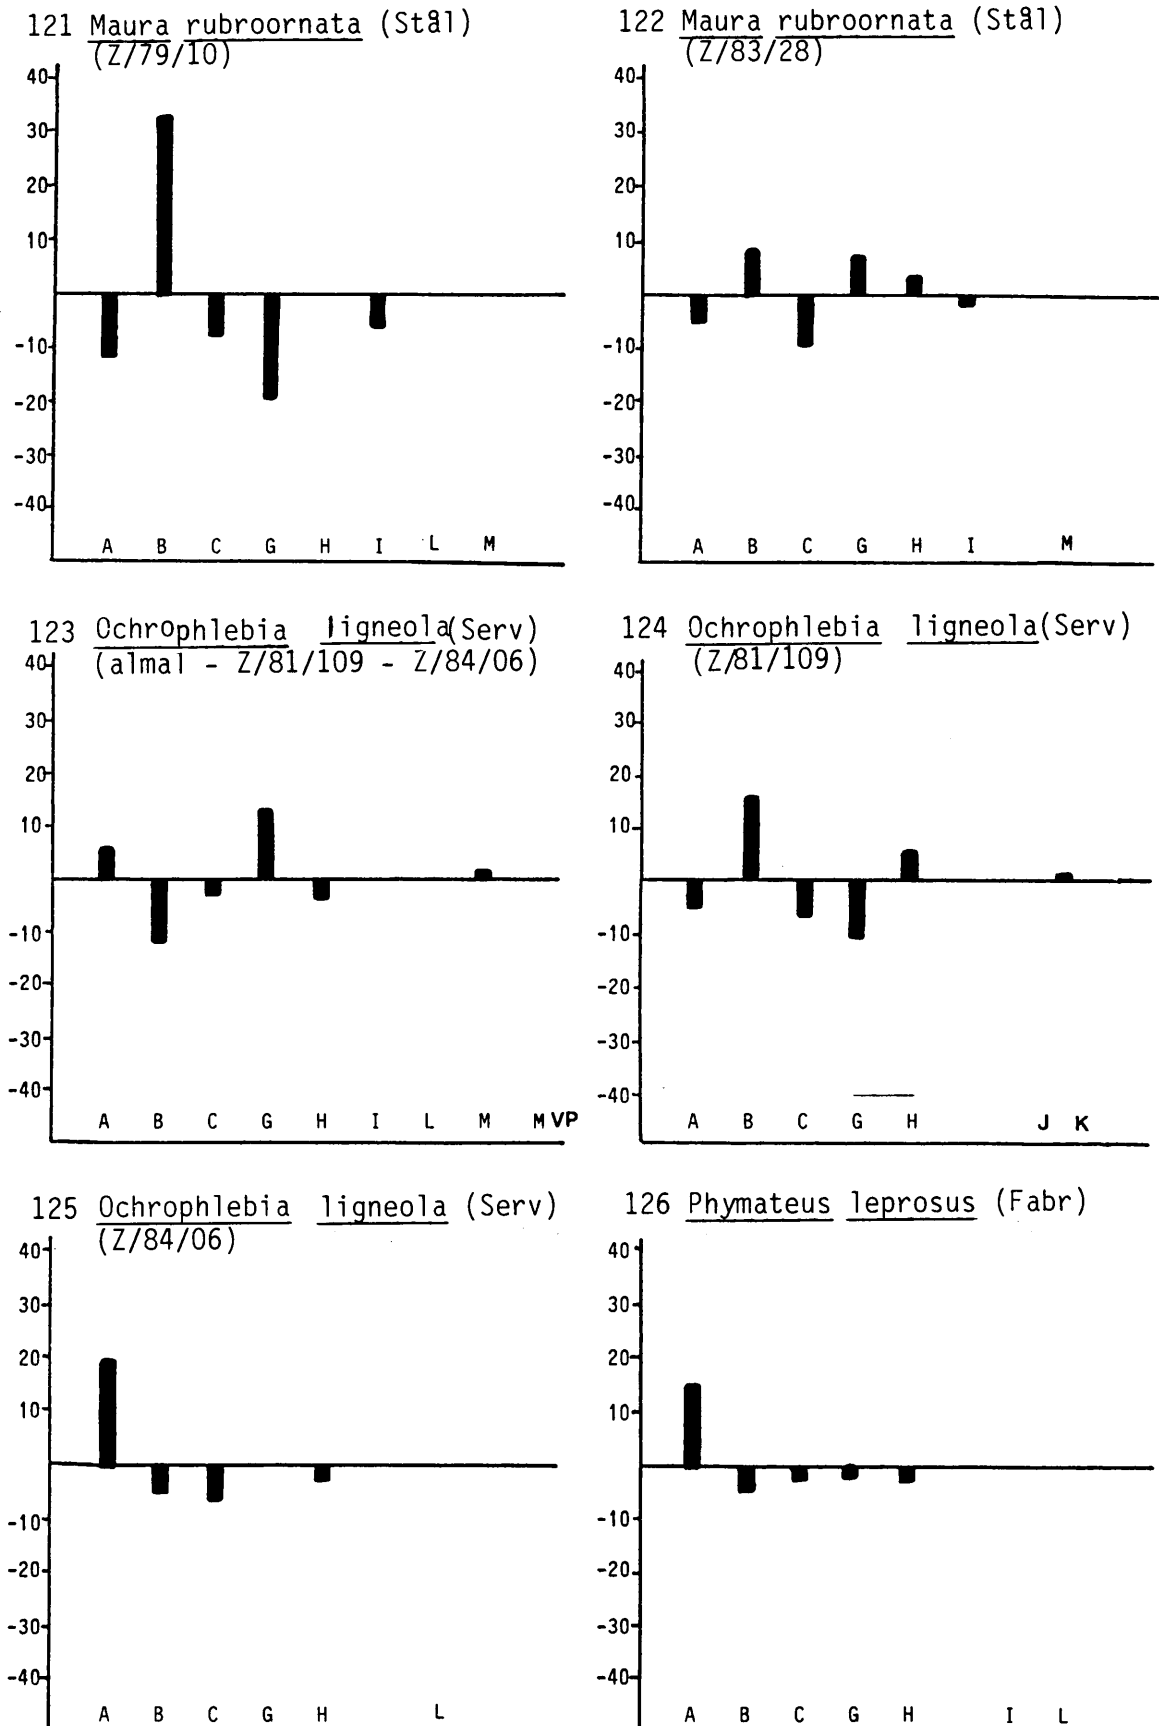 121 Maura rubroornata (Stål)
(Z/79/10)
40
30
20
10
-10
-20
-30
-40
A B C G H I L M
122 Maura rubroornata (Stål)
(Z/83/28)
40
30
20
10
-10
-20
-30
-40
A B C G H I M
123 Ochrophlebia ligneola(Serv)
(almal - Z/81/109 - Z/84/06)
40
30
20
10
-10
-20
-30
-40
A B C G H I L M M VP
124 Ochrophlebia ligneola(Serv)
(Z/81/109)
40
30
20
10
-10
-20
-30
-40
A B C G H J K
125 Ochrophlebia ligneola (Serv)
(Z/84/06)
40
30
20
10
-10
-20
-30
-40
A B C G H L
126 Phymateus leprosus (Fabr)
40
30
20
10
-10
-20
-30
-40
A B C G H I L